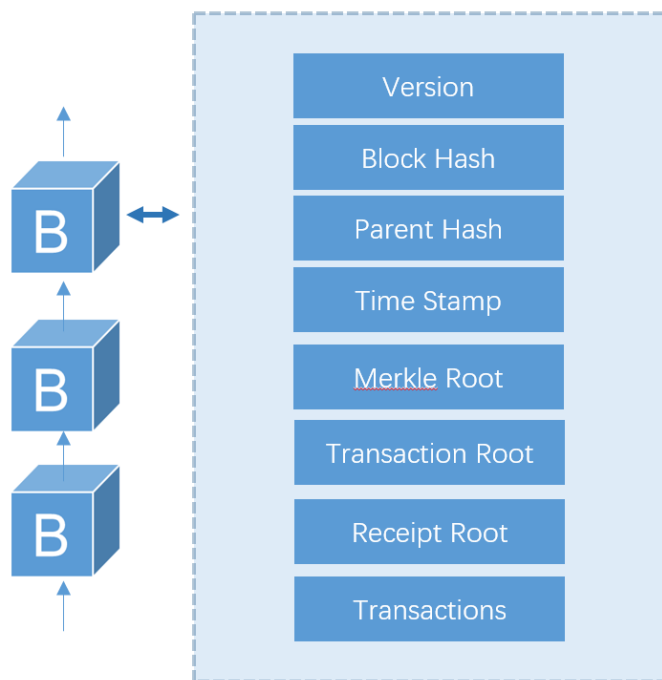 B
B
B
Version
Block Hash
Parent Hash
Time Stamp
Merkle Root
Transaction Root
Receipt Root
Transactions